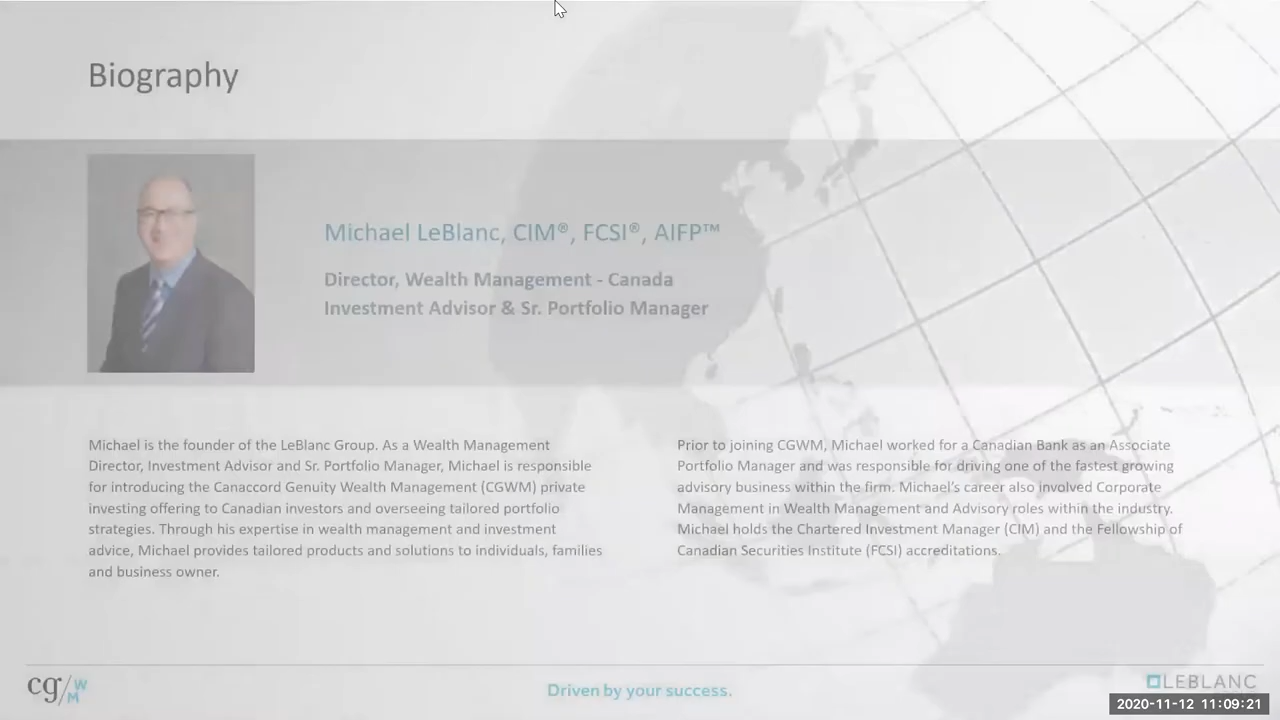 Biography
Michael LeBlanc, CIM®, FCSI®, AIFP™
Director, Wealth Management - Canada
Investment Advisor & Sr. Portfolio Manager
Michael is the founder of the LeBlanc Group. As a Wealth Management
Director, Investment Advisor and Sr. Portfolio Manager, Michael is responsible
for introducing the Canaccord Genuity Wealth Management (CGWM) private
investing offering to Canadian investors and overseeing tailored portfolio
strategies. Through his expertise in wealth management and investment
advice, Michael provides tailored products and solutions to individuals, families
and business owner.
Prior to joining CGWM, Michael worked for a Canadian Bank as an Associate
Portfolio Manager and was responsible for driving one of the fastest growing
advisory business within the firm. Michael's career also involved Corporate
Management in Wealth Management and Advisory roles within the industry.
Michael holds the Chartered Investment Manager (CIM) and the Fellowship of
Canadian Securities Institute (FCSI) accreditations.
cg/WM
Driven by your success.
LEBLANC
2020-11-12 11:09:21